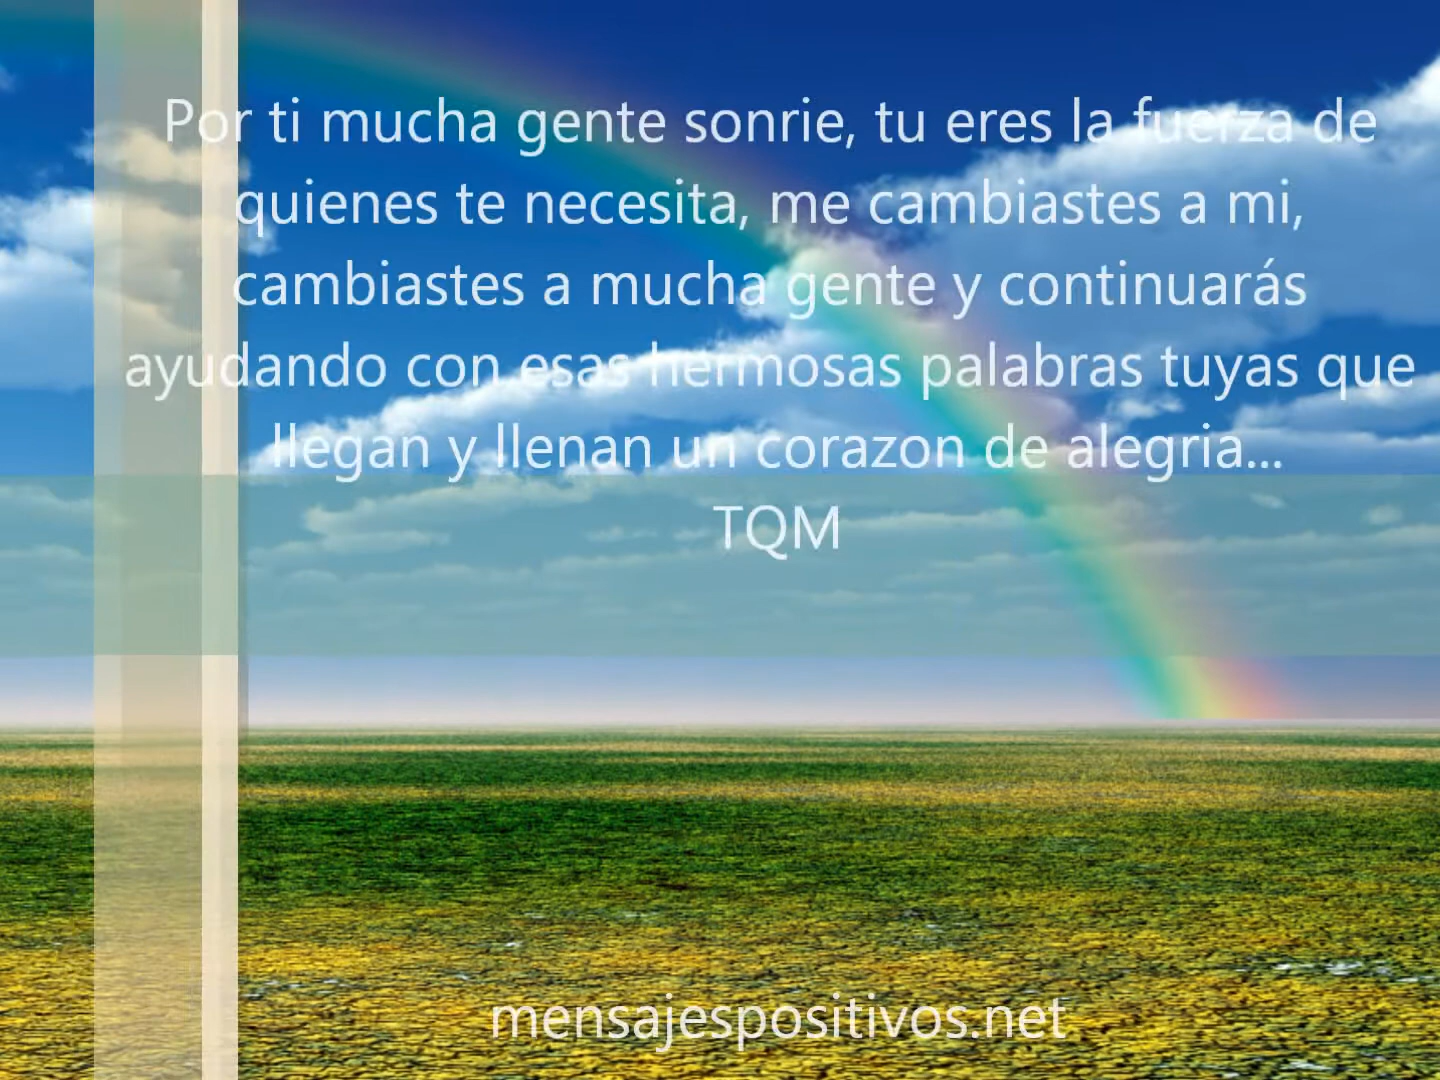 Por ti mucha gente sonrie, tu eres la fuerza de
quienes te necesita, me cambiastes a mi,
cambiastes a mucha gente y continuarás
ayudando con esas hermosas palabras tuyas que
llegan y llenan un corazon de alegria...
TQM
mensajespositivos.net